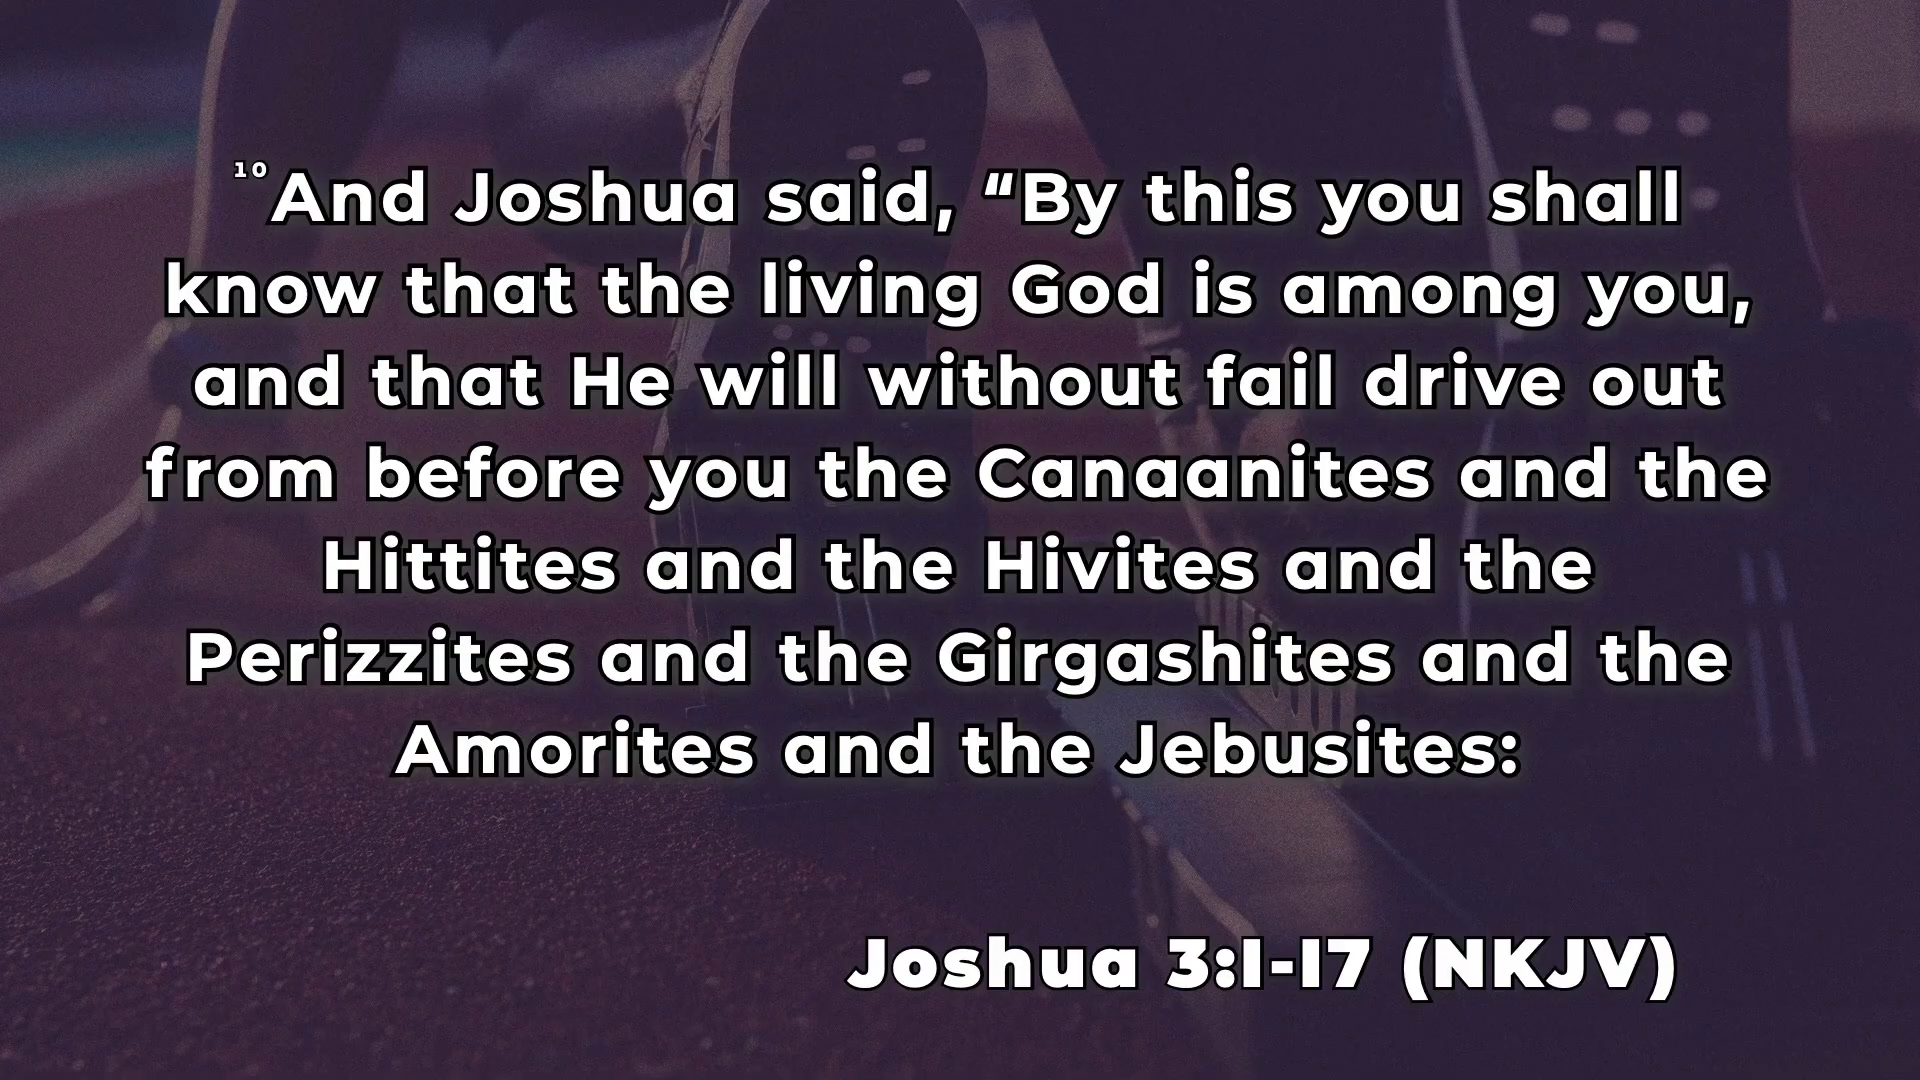 ¹⁰And Joshua said, “By this you shall
know that the living God is among you,
and that He will without fail drive out
from before you the Canaanites and the
Hittites and the Hivites and the
Perizzites and the Girgashites and the
Amorites and the Jebusites:
Joshua 3:1-17 (NKJV)